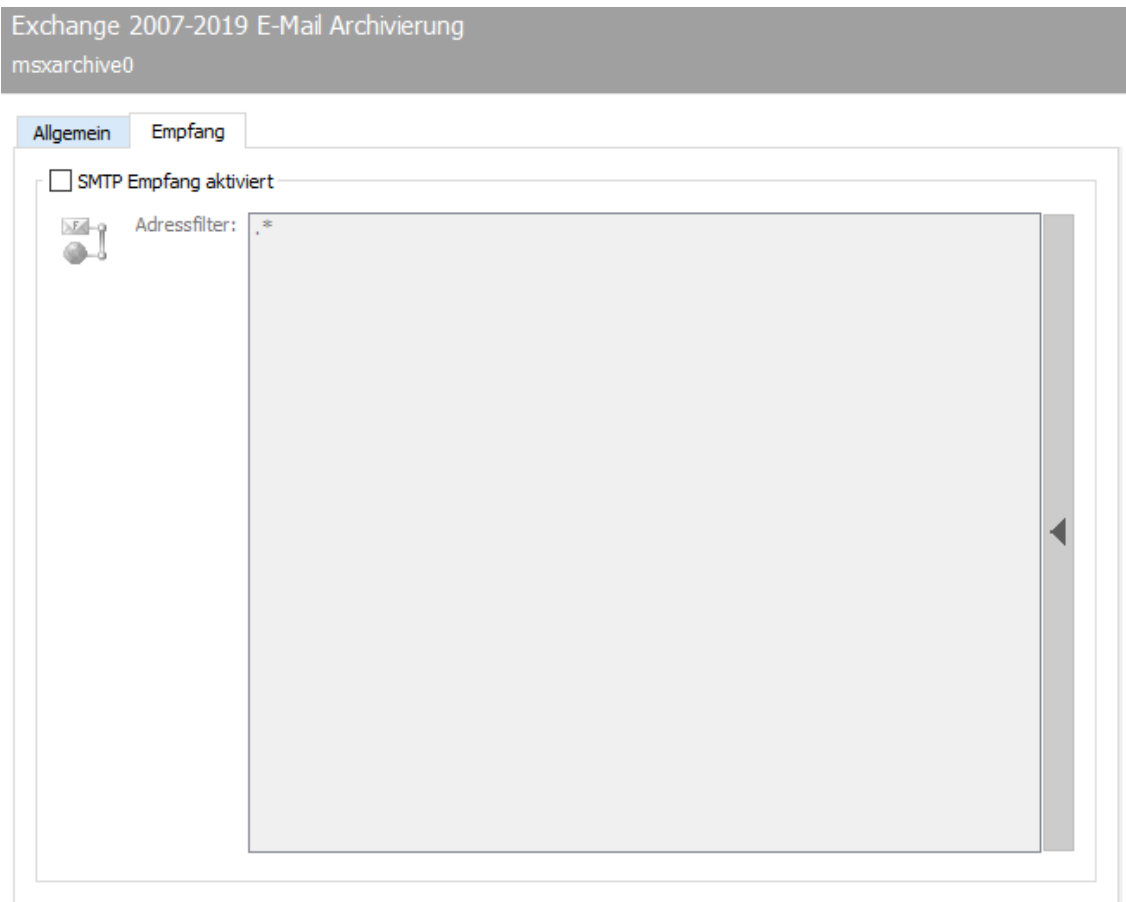 Exchange 2007-2019 E-Mail Archivierung
msxarchive0
Allgemein Empfang
SMTP Empfang aktiviert
Adressfilter: .*